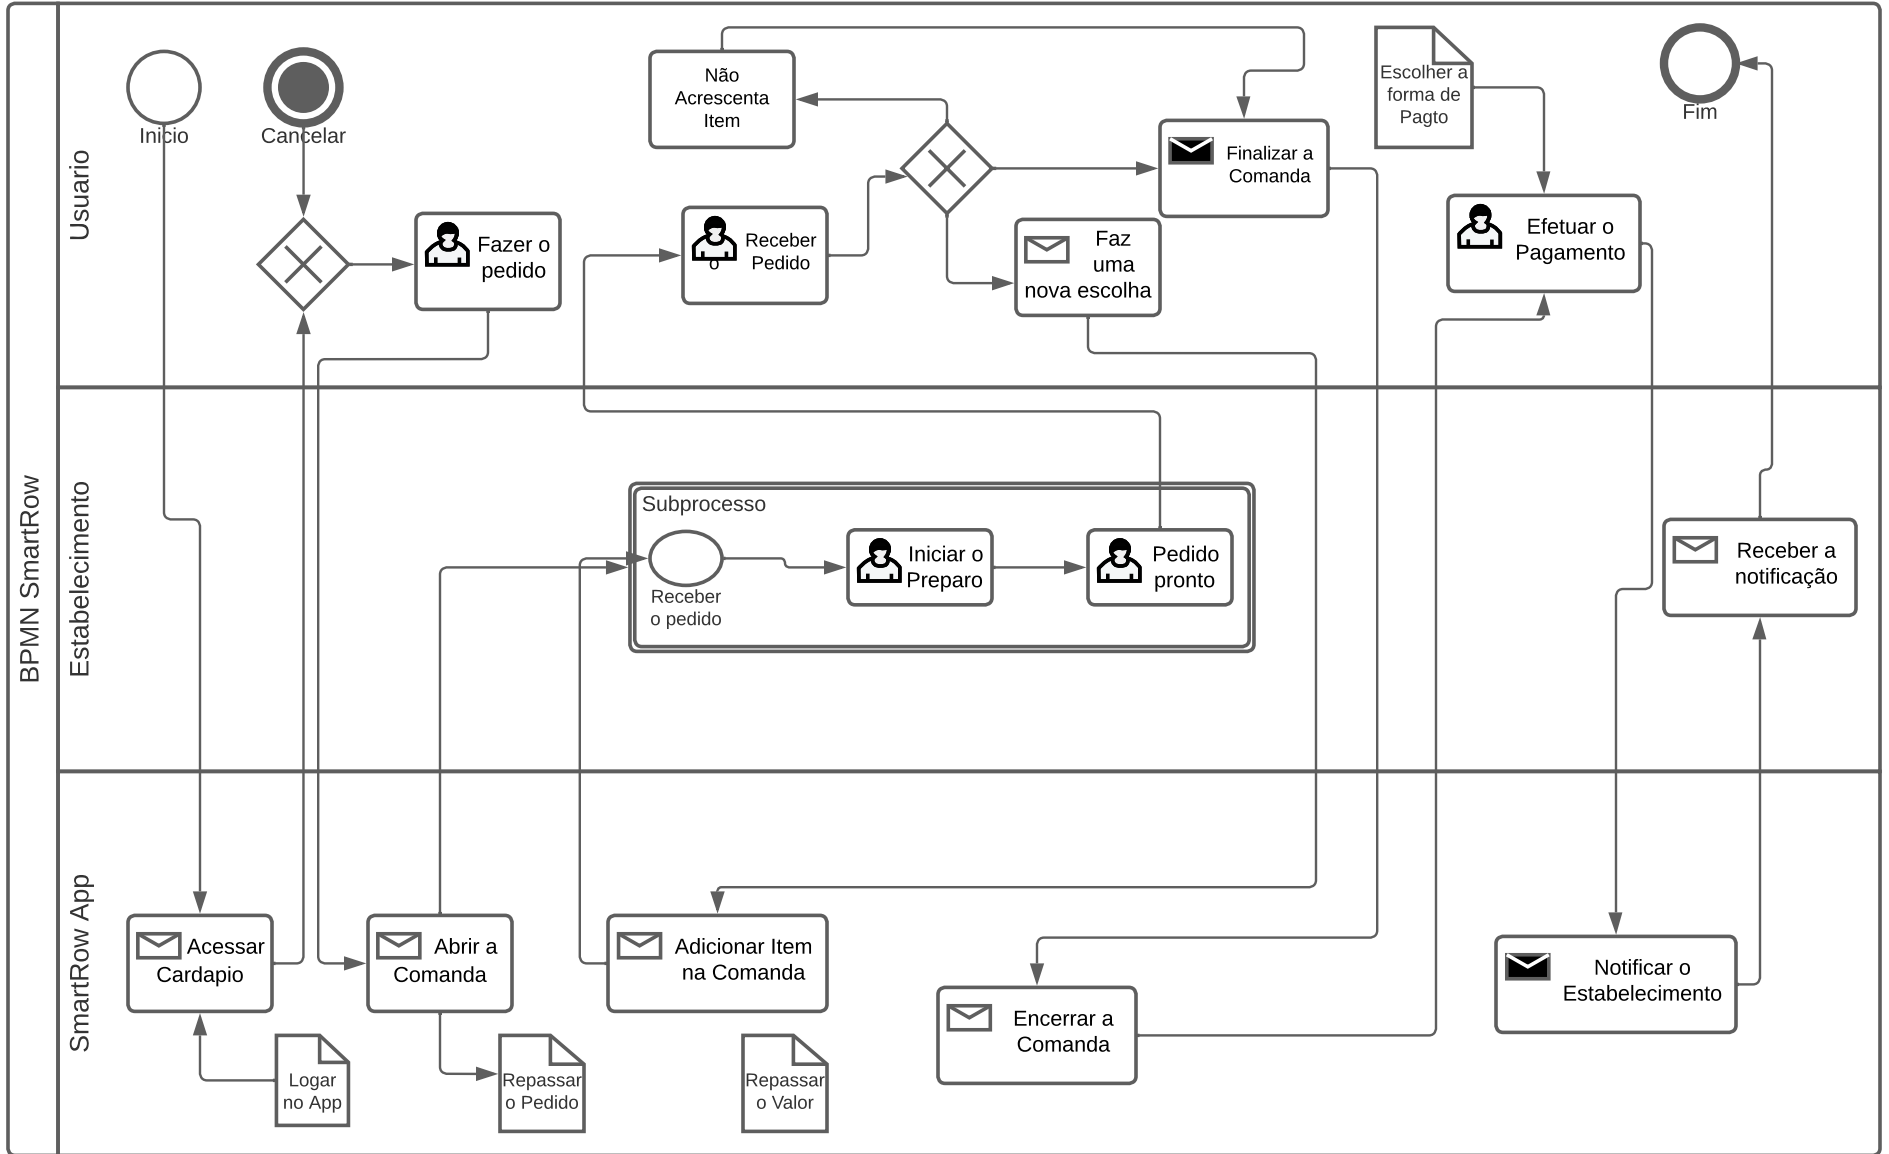 BPMN SmartRow
Usuario
Inicio
Cancelar
Fazer o
pedido
Não
Acrescenta
Item
Receber
Pedido
o
Faz
uma
nova escolha
Finalizar a
Comanda
Escolher a
forma de
Pagto
Efetuar o
Pagamento
Fim
Estabelecimento
Subprocesso
Receber
o pedido
Iniciar o
Preparo
Pedido
pronto
Receber a
notificação
SmartRow App
Acessar
Cardapio
Logar
no App
Abrir a
Comanda
Repassar
o Pedido
Adicionar Item
na Comanda
Repassar
o Valor
Encerrar a
Comanda
Notificar o
Estabelecimento